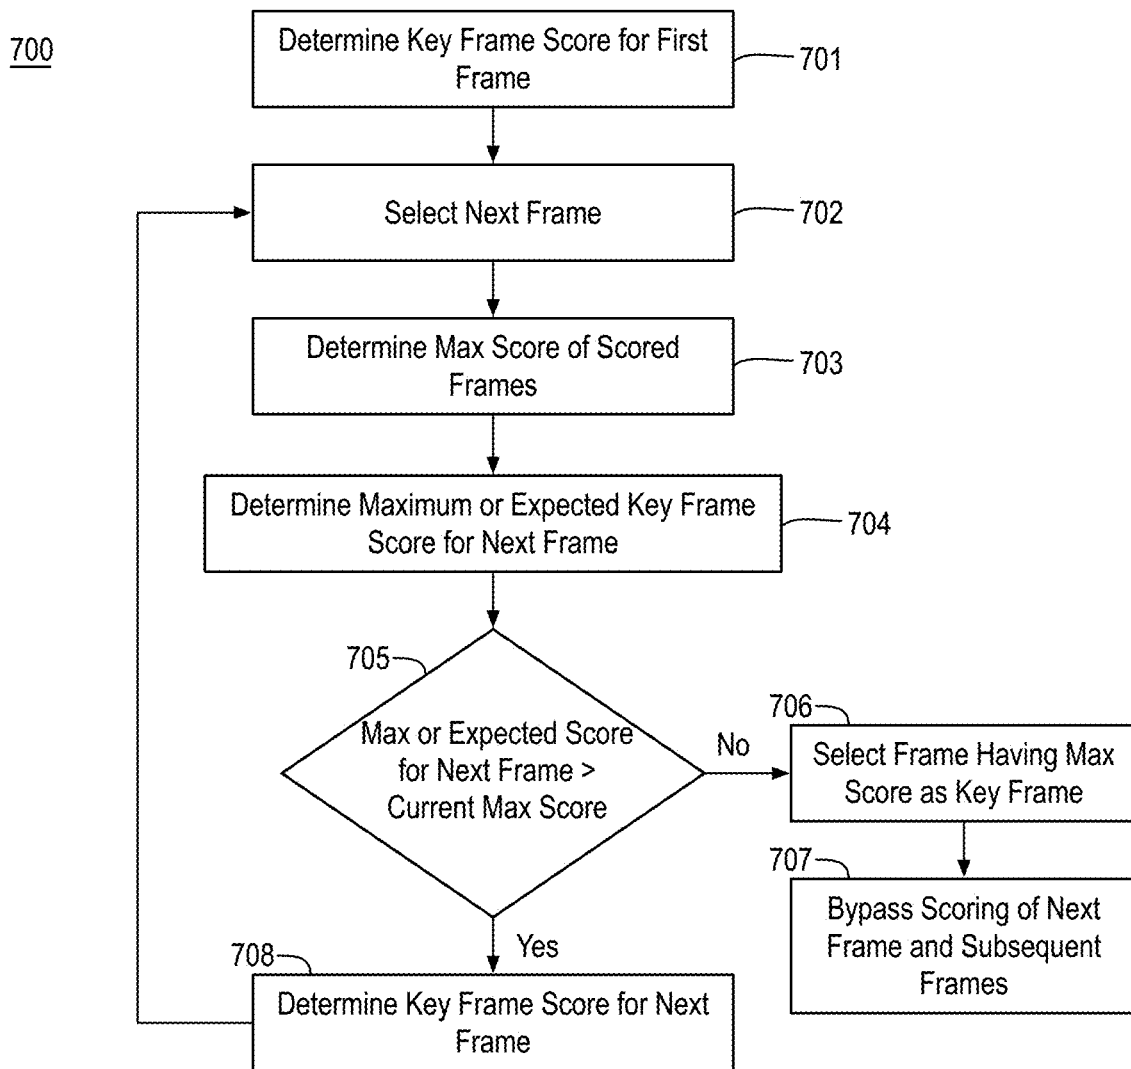 700
Determine Key Frame Score for First
Frame
701
Select Next Frame
702
Determine Max Score of Scored
Frames
703
Determine Maximum or Expected Key Frame
Score for Next Frame
704
705
Max or Expected Score
for Next Frame >
Current Max Score
No
706
Select Frame Having Max
Score as Key Frame
707
Bypass Scoring of Next
Frame and Subsequent
Frames
Yes
708
Determine Key Frame Score for Next
Frame